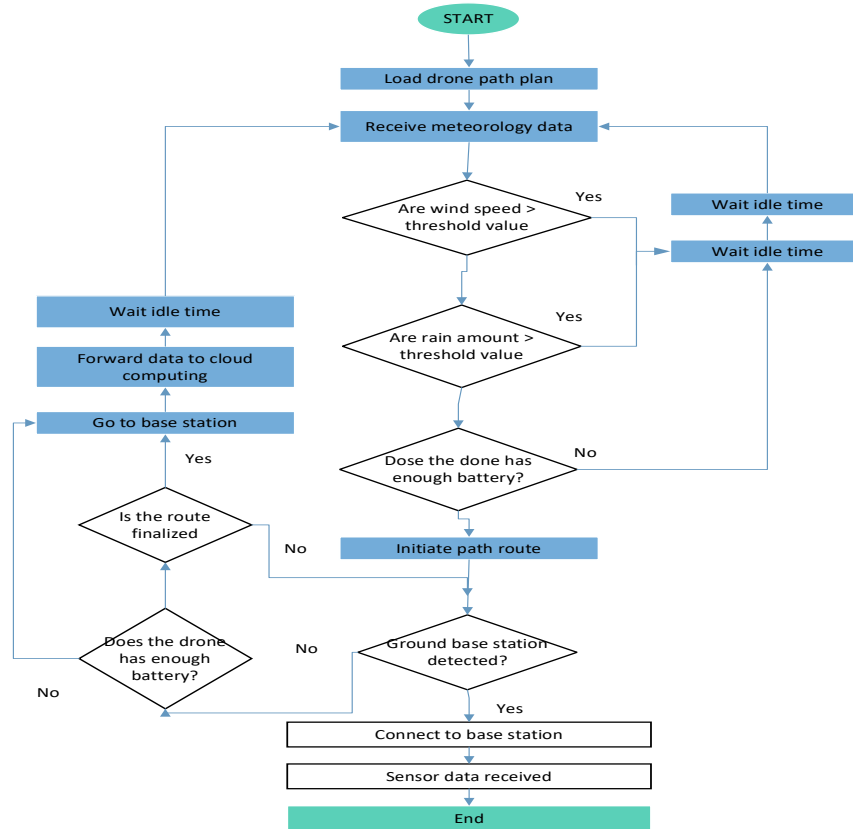 START
Load drone path plan
Receive meteorology data
Are wind speed >
threshold value
Yes
Wait idle time
Wait idle time
Wait idle time
Are rain amount >
threshold value
Yes
Forward data to cloud
computing
Go to base station
Yes
Dose the done has
enough battery?
No
Is the route
finalized
No
Initiate path route
Does the drone
has enough
battery?
No
No
Ground base station
detected?
Yes
Connect to base station
Sensor data received
End